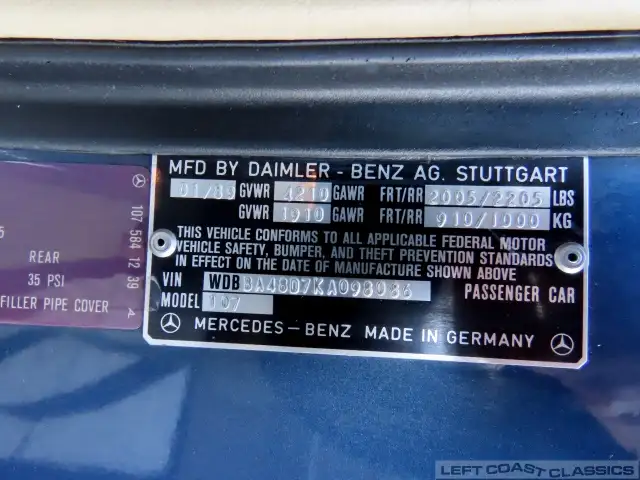 MFD BY DAIMLER - BENZ AG. STUTTGART
01/89 GVWR 4210 GAWR FRT/RR 2005/2205 LBS
GVWR 1910 GAWR FRT/RR 910/1000 KG
THIS VEHICLE CONFORMS TO ALL APPLICABLE FEDERAL MOTOR
VEHICLE SAFETY, BUMPER, AND THEFT PREVENTION STANDARDS
IN EFFECT ON THE DATE OF MANUFACTURE SHOWN ABOVE
VIN WDBBA48D7KA098986 PASSENGER CAR
MODEL 107
MERCEDES-BENZ MADE IN GERMANY
5
REAR
35 PSI
FILLER PIPE COVER
107 584 12 39 A
LEFT COAST CLASSICS